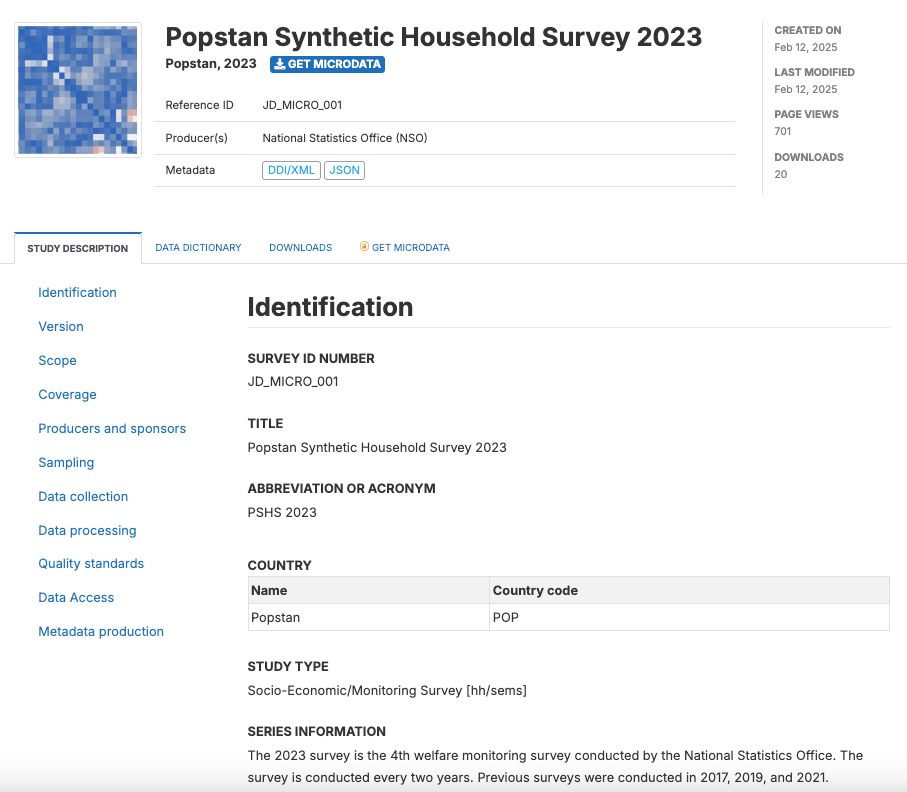 Popstan Synthetic Household Survey 2023
Popstan, 2023 GET MICRODATA
Reference ID JD_MICRO_001
Producer(s) National Statistics Office (NSO)
Metadata DDI/XML JSON
CREATED ON
Feb 12, 2025
LAST MODIFIED
Feb 12, 2025
PAGE VIEWS
701
DOWNLOADS
20
STUDY DESCRIPTION DATA DICTIONARY DOWNLOADS GET MICRODATA
Identification
Version
Scope
Coverage
Producers and sponsors
Sampling
Data collection
Data processing
Quality standards
Data Access
Metadata production
Identification
SURVEY ID NUMBER
JD_MICRO_001
TITLE
Popstan Synthetic Household Survey 2023
ABBREVIATION OR ACRONYM
PSHS 2023
COUNTRY
Name Country code
Popstan POP
STUDY TYPE
Socio-Economic/Monitoring Survey [hh/sems]
SERIES INFORMATION
The 2023 survey is the 4th welfare monitoring survey conducted by the National Statistics Office. The
survey is conducted every two years. Previous surveys were conducted in 2017, 2019, and 2021.